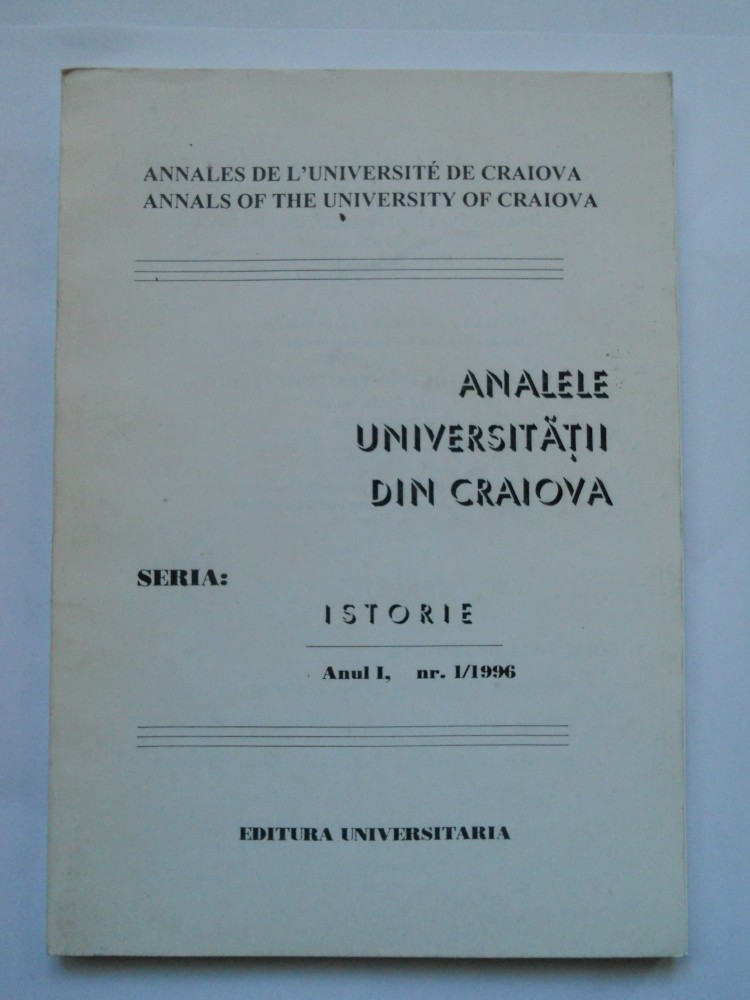 ANNALES DE L'UNIVERSITÉ DE CRAIOVA
ANNALS OF THE UNIVERSITY OF CRAIOVA
ANALELE
UNIVERSITĂȚII
DIN CRAIOVA
SERIA:
ISTORIE
Anul I, nr. 1/1996
EDITURA UNIVERSITARIA